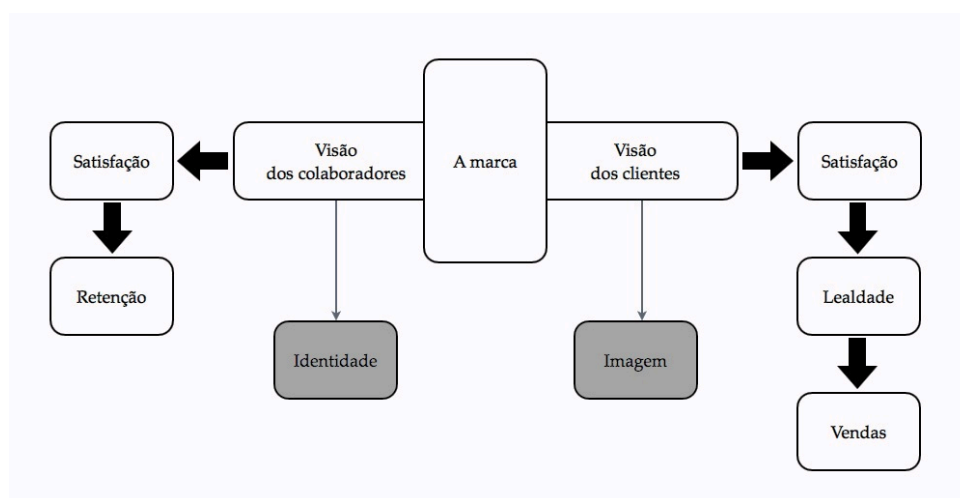 Satisfação
Visão
dos colaboradores
A marca
Visão
dos clientes
Satisfação
Retenção
Lealdade
Identidade
Imagem
Vendas